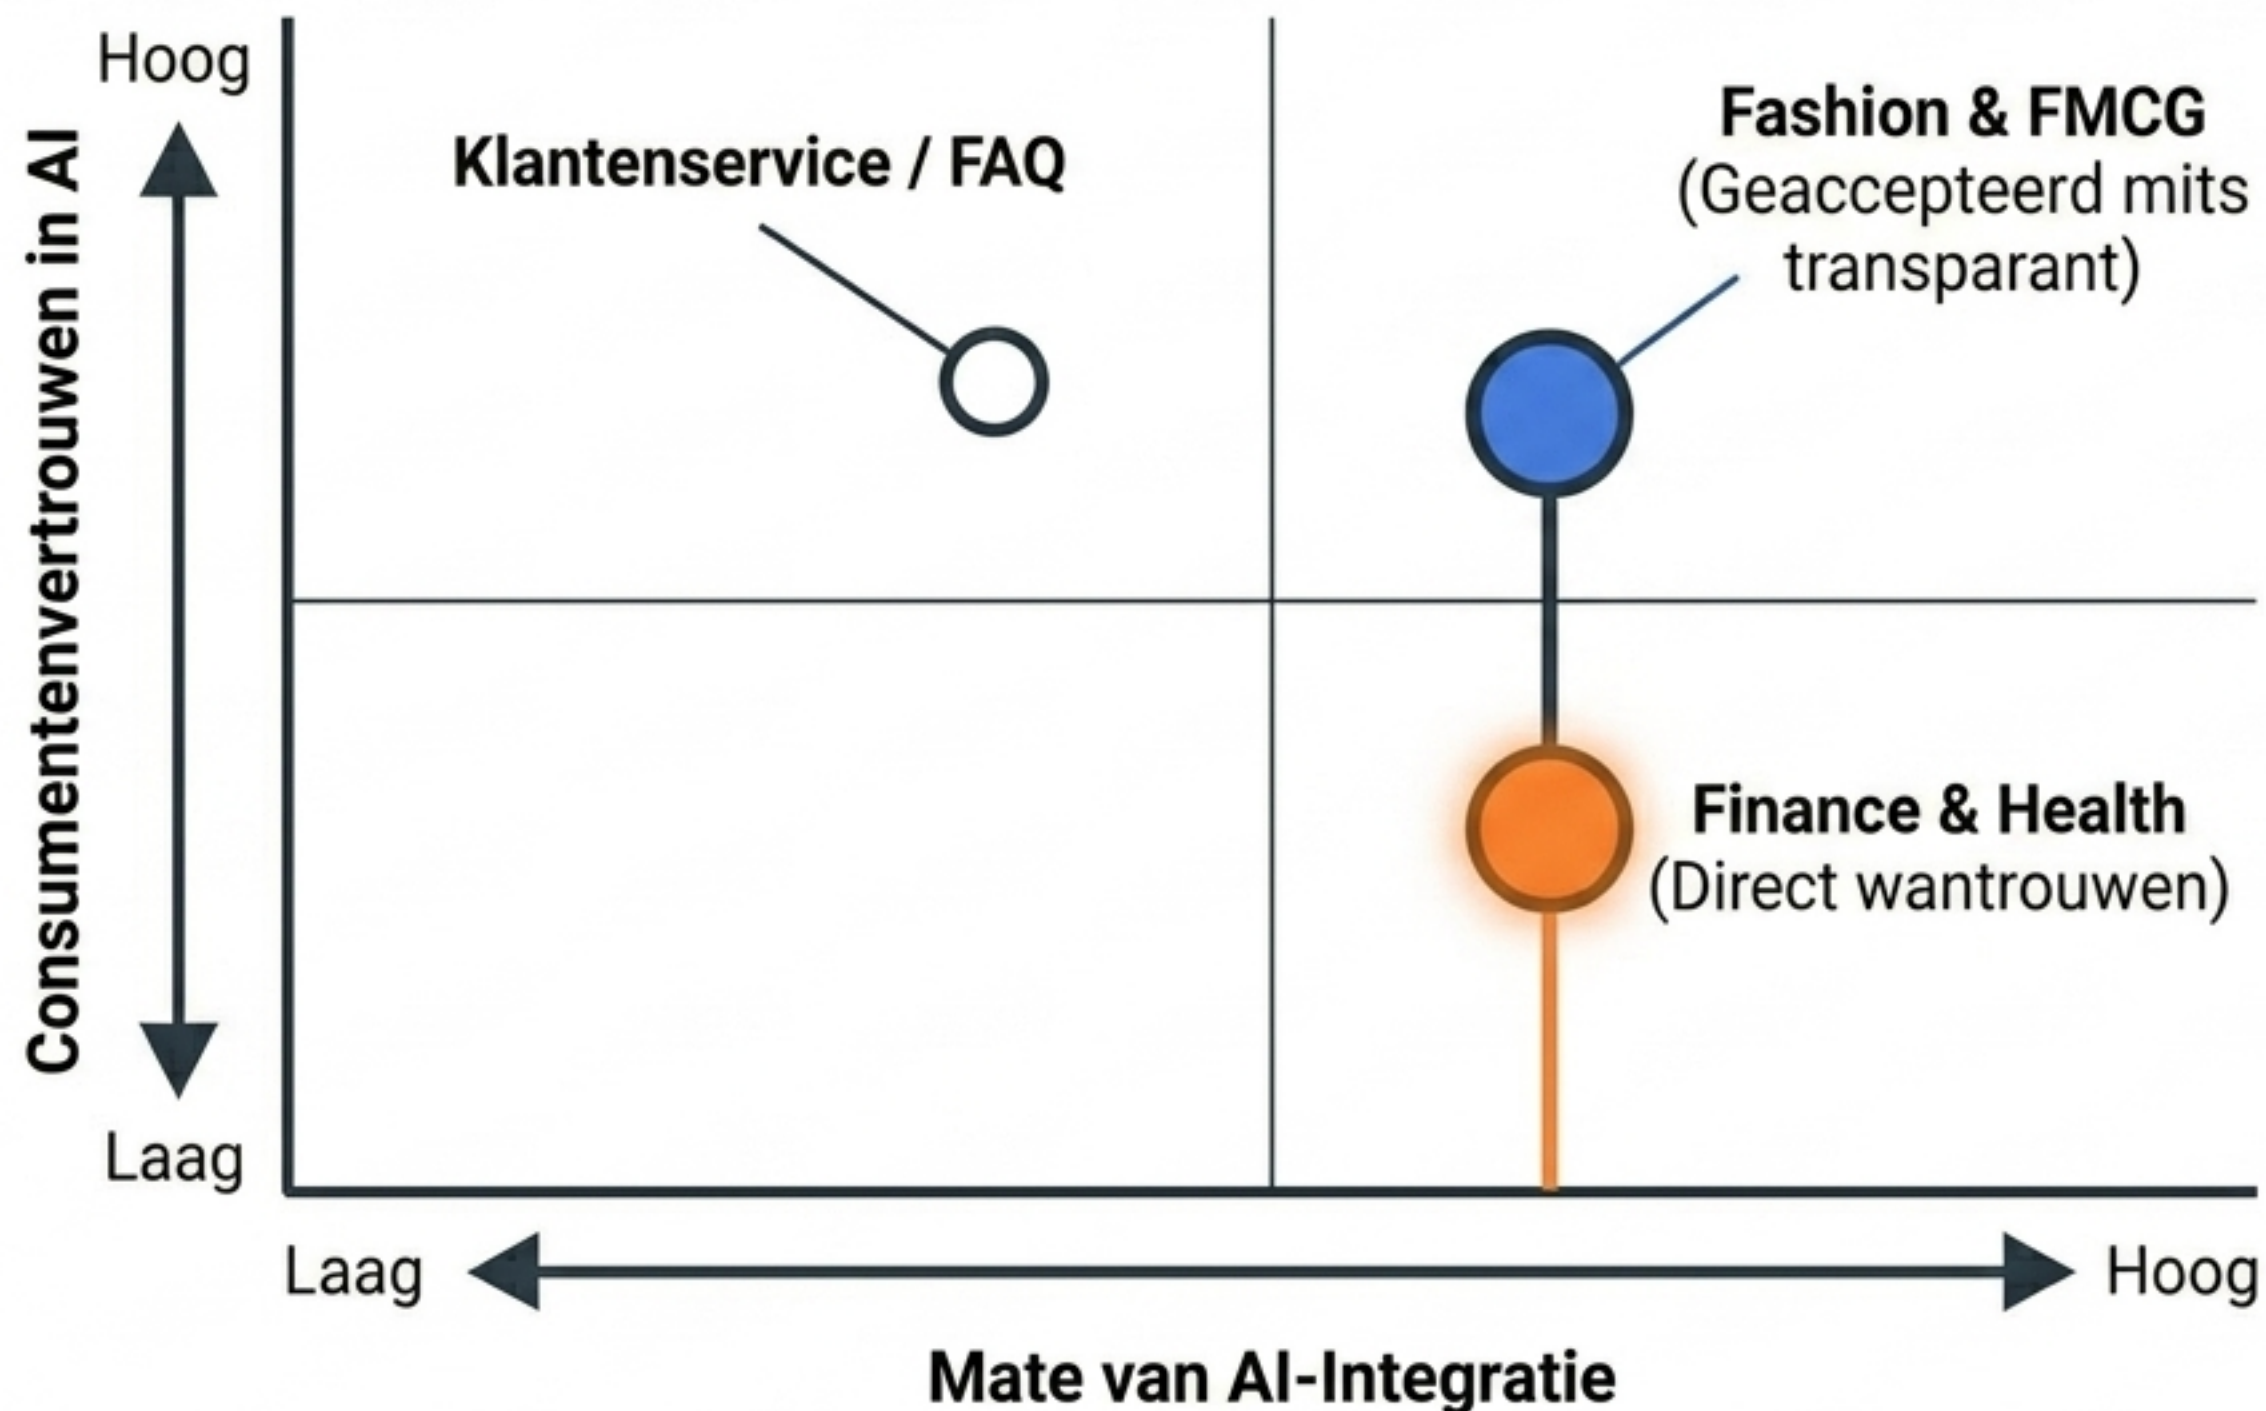 Hoog
Consumentenvertrouwen in AI
Laag
Klantenservice / FAQ
Fashion & FMCG
(Geaccepteerd mits
transparant)
Finance & Health
(Direct wantrouwen)
Laag
Hoog
Mate van AI-Integratie